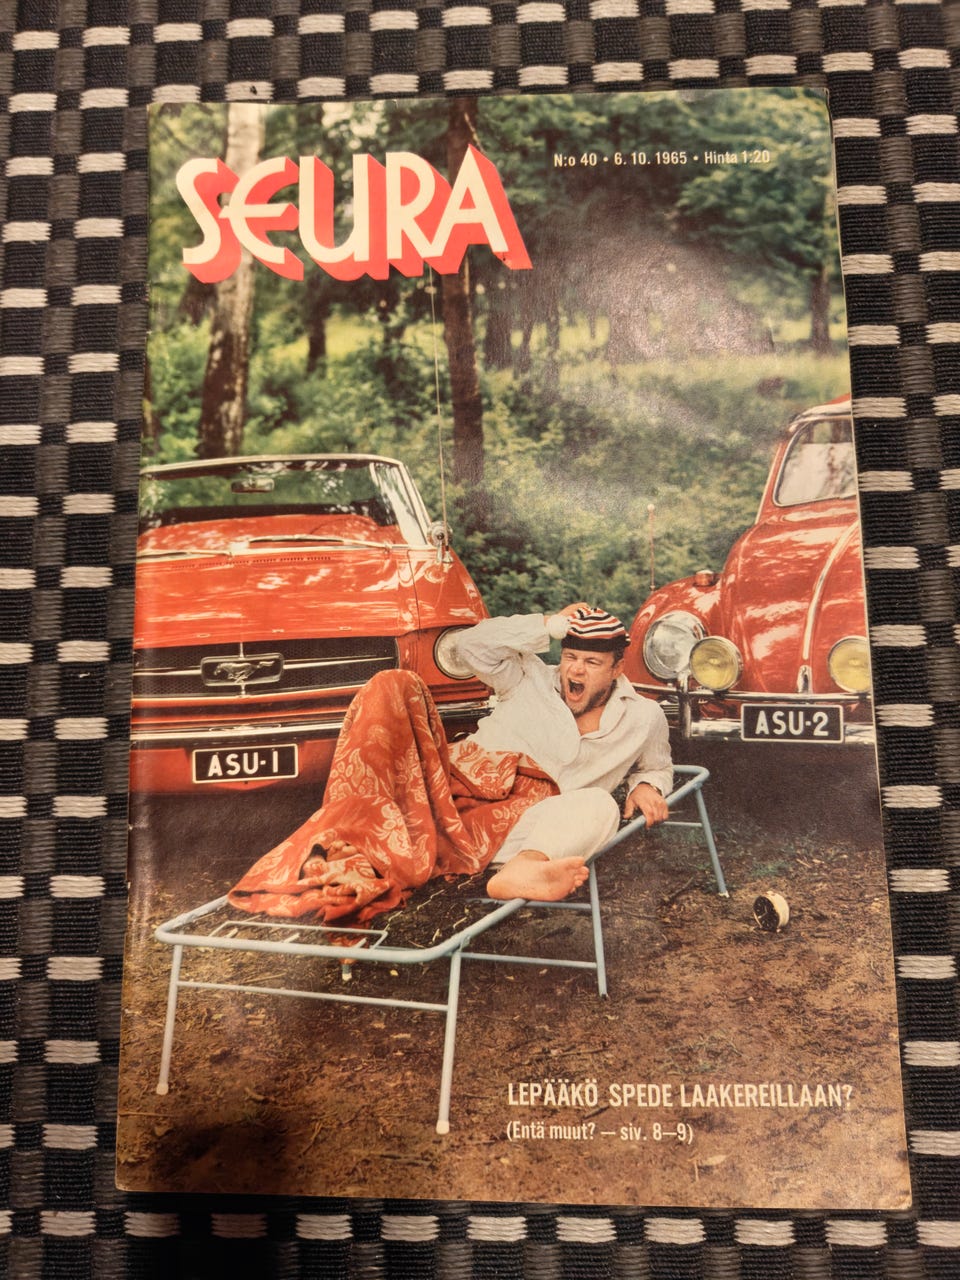 SEURA
N:o 40 • 6. 10. 1965 • Hinta 1:20
FORD
ASU-1
ASU-2
LEPÄÄKÖ SPEDE LAAKEREILLAAN?
(Entä muut? — siv. 8—9)